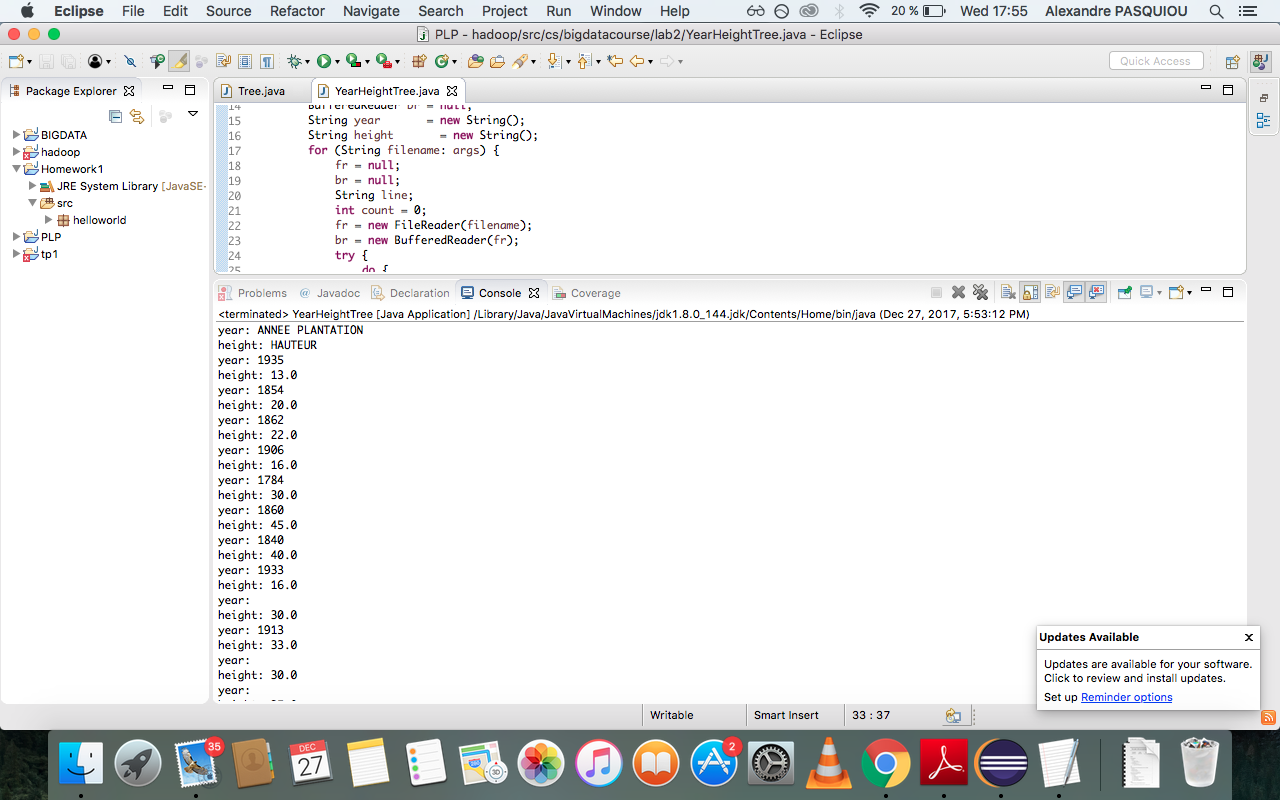 Eclipse File Edit Source Refactor Navigate Search Project Run Window Help 20 % Wed 17:55 Alexandre PASQUIOU
PLP - hadoop/src/cs/bigdatacourse/lab2/YearHeightTree.java - Eclipse
Quick Access
Package Explorer
BIGDATA
hadoop
Homework1
JRE System Library [JavaSE-
src
helloworld
PLP
tp1
Tree.java YearHeightTree.java
14 BufferedReader br = null;
15 String year = new String();
16 String height = new String();
17 for (String filename: args) {
18 fr = null;
19 br = null;
20 String line;
21 int count = 0;
22 fr = new FileReader(filename);
23 br = new BufferedReader(fr);
24 try {
25 do {
Problems @ Javadoc Declaration Console Coverage
<terminated> YearHeightTree [Java Application] /Library/Java/JavaVirtualMachines/jdk1.8.0_144.jdk/Contents/Home/bin/java (Dec 27, 2017, 5:53:12 PM)
year: ANNEE PLANTATION
height: HAUTEUR
year: 1935
height: 13.0
year: 1854
height: 20.0
year: 1862
height: 22.0
year: 1906
height: 16.0
year: 1784
height: 30.0
year: 1860
height: 45.0
year: 1840
height: 40.0
year: 1933
height: 16.0
year:
height: 30.0
year: 1913
height: 33.0
year:
height: 30.0
year:
Updates Available
Updates are available for your software.
Click to review and install updates.
Set up Reminder options
Writable Smart Insert 33 : 37
35
DEC
27
3D
2